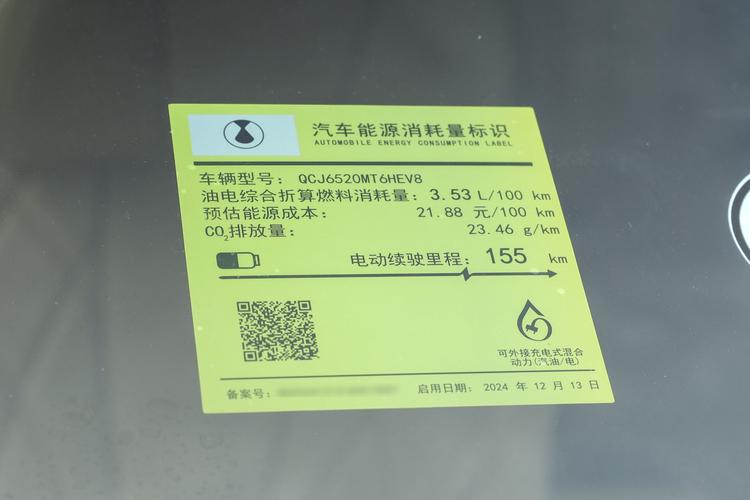 汽车能源消耗量标识
AUTOMOBILE ENERGY CONSUMPTION LABEL
车辆型号：QCJ6520MT6HEV8
油电综合折算燃料消耗量：3.53 L/100 km
预估能源成本：21.88 元/100 km
CO₂排放量：23.46 g/km
电动续驶里程：155 km
可外接充电式混合
动力(汽油/电)
备案号：
启用日期：2024 年 12 月 13 日